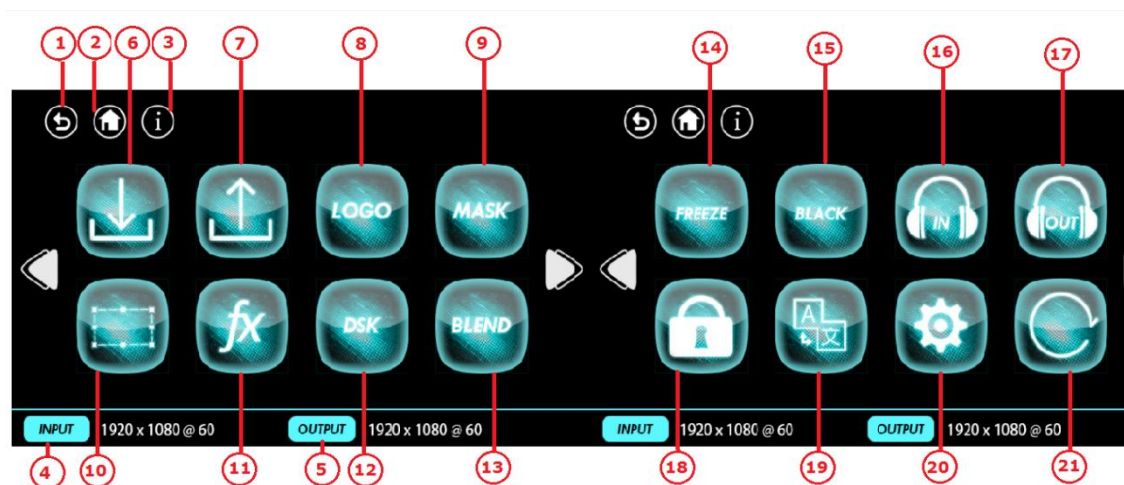 1 2 6 3 7 8 9 14 15 16 17
i i
LOGO MASK FREEZE BLACK IN OUT
fx DSK BLEND A 文
INPUT 1920 x 1080 @ 60 OUTPUT 1920 x 1080 @ 60 INPUT 1920 x 1080 @ 60 OUTPUT 1920 x 1080 @ 60
4 10 11 5 12 13 18 19 20 21